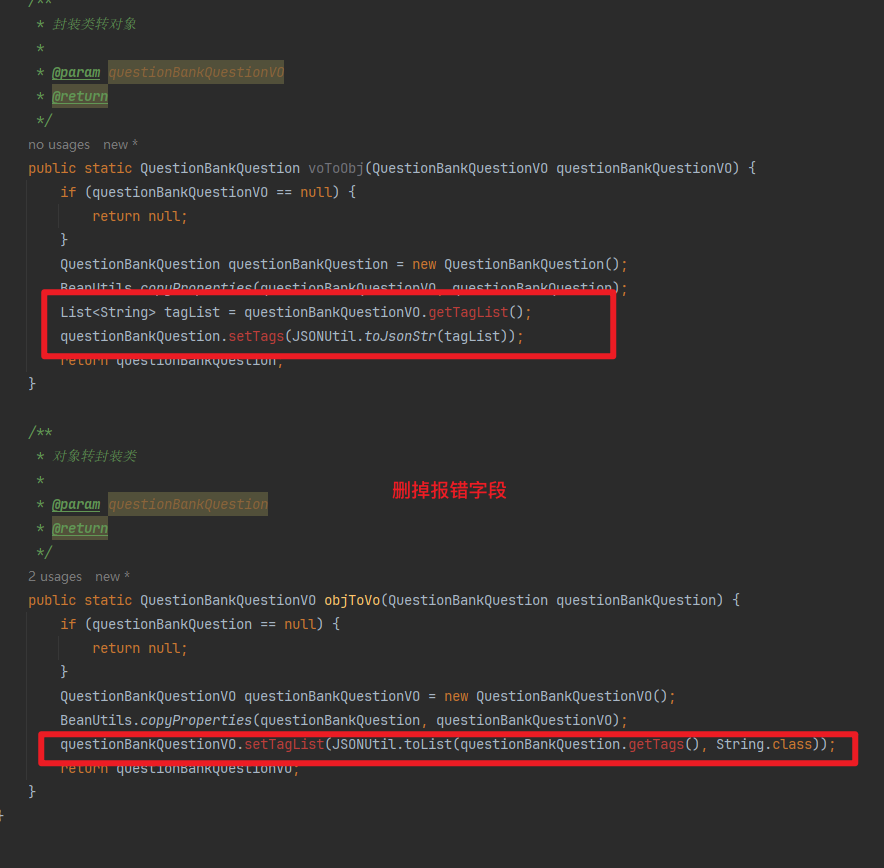 /**
* 封装类转对象
*
* @param questionBankQuestionVO
* @return
*/
no usages new *
public static QuestionBankQuestion voToObj(QuestionBankQuestionVO questionBankQuestionVO) {
if (questionBankQuestionVO == null) {
return null;
}
QuestionBankQuestion questionBankQuestion = new QuestionBankQuestion();
BeanUtils.copyProperties(questionBankQuestionVO, questionBankQuestion);
List<String> tagList = questionBankQuestionVO.getTagList();
questionBankQuestion.setTags(JSONUtil.toJsonStr(tagList));
return questionBankQuestion;
}
/**
* 对象转封装类
*
删掉报错字段
* @param questionBankQuestion
* @return
*/
2 usages new *
public static QuestionBankQuestionVO objToVo(QuestionBankQuestion questionBankQuestion) {
if (questionBankQuestion == null) {
return null;
}
QuestionBankQuestionVO questionBankQuestionVO = new QuestionBankQuestionVO();
BeanUtils.copyProperties(questionBankQuestion, questionBankQuestionVO);
questionBankQuestionVO.setTagList(JSONUtil.toList(questionBankQuestion.getTags(), String.class));
return questionBankQuestionVO;
}
}